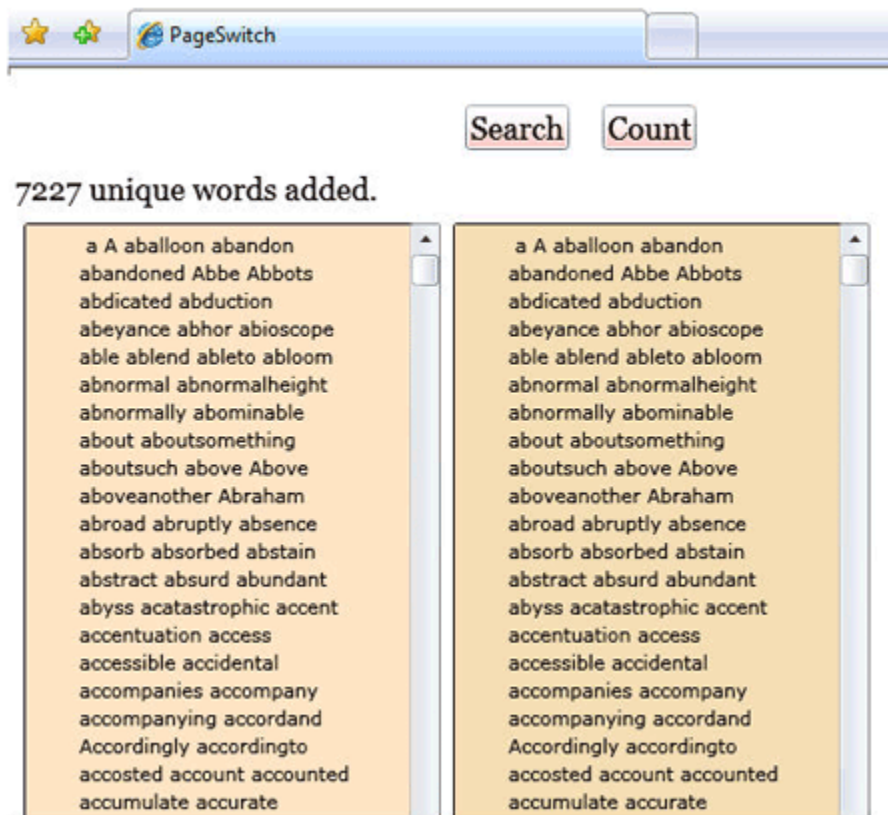 PageSwitch
Search Count
7227 unique words added.
a A aballoon abandon
abandoned Abbe Abbots
abdicated abduction
abeyance abhor abioscope
able ablend ableto abloom
abnormal abnormalheight
abnormally abominable
about aboutsomething
aboutsuch above Above
aboveanother Abraham
abroad abruptly absence
absorb absorbed abstain
abstract absurd abundant
abyss acatastrophic accent
accentuation access
accessible accidental
accompanies accompany
accompanying accordand
Accordingly accordingto
accosted account accounted
accumulate accurate
a A aballoon abandon
abandoned Abbe Abbots
abdicated abduction
abeyance abhor abioscope
able ablend ableto abloom
abnormal abnormalheight
abnormally abominable
about aboutsomething
aboutsuch above Above
aboveanother Abraham
abroad abruptly absence
absorb absorbed abstain
abstract absurd abundant
abyss acatastrophic accent
accentuation access
accessible accidental
accompanies accompany
accompanying accordand
Accordingly accordingto
accosted account accounted
accumulate accurate